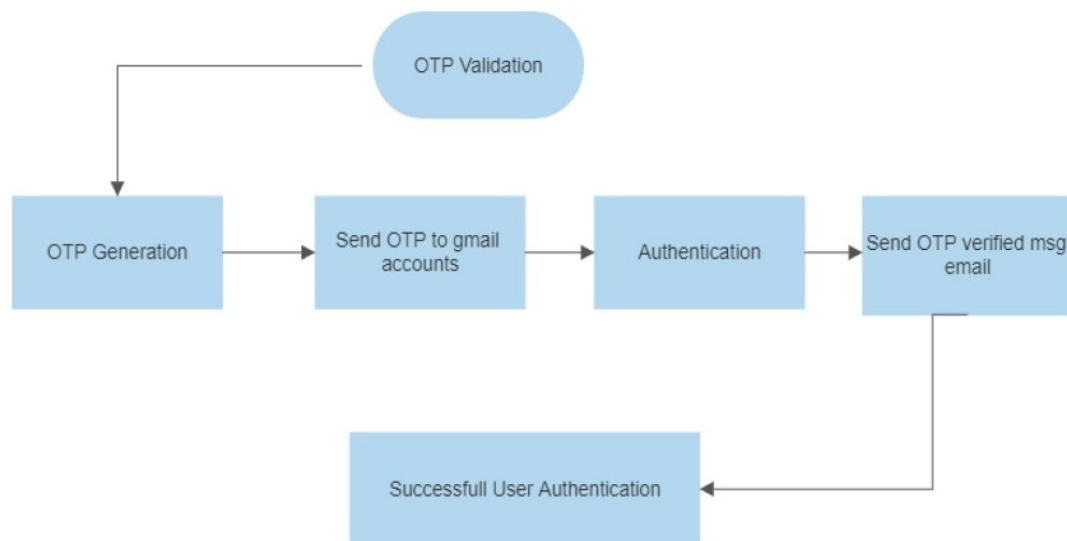 OTP Validation
OTP Generation
Send OTP to gmail
accounts
Authentication
Send OTP verified msg
email
Successfull User Authentication